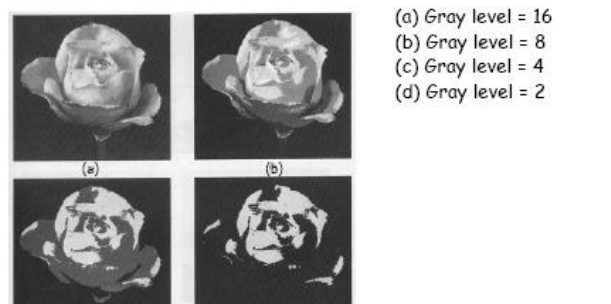 (a) Gray level = 16
(b) Gray level = 8
(c) Gray level = 4
(d) Gray level = 2
(a) (b)